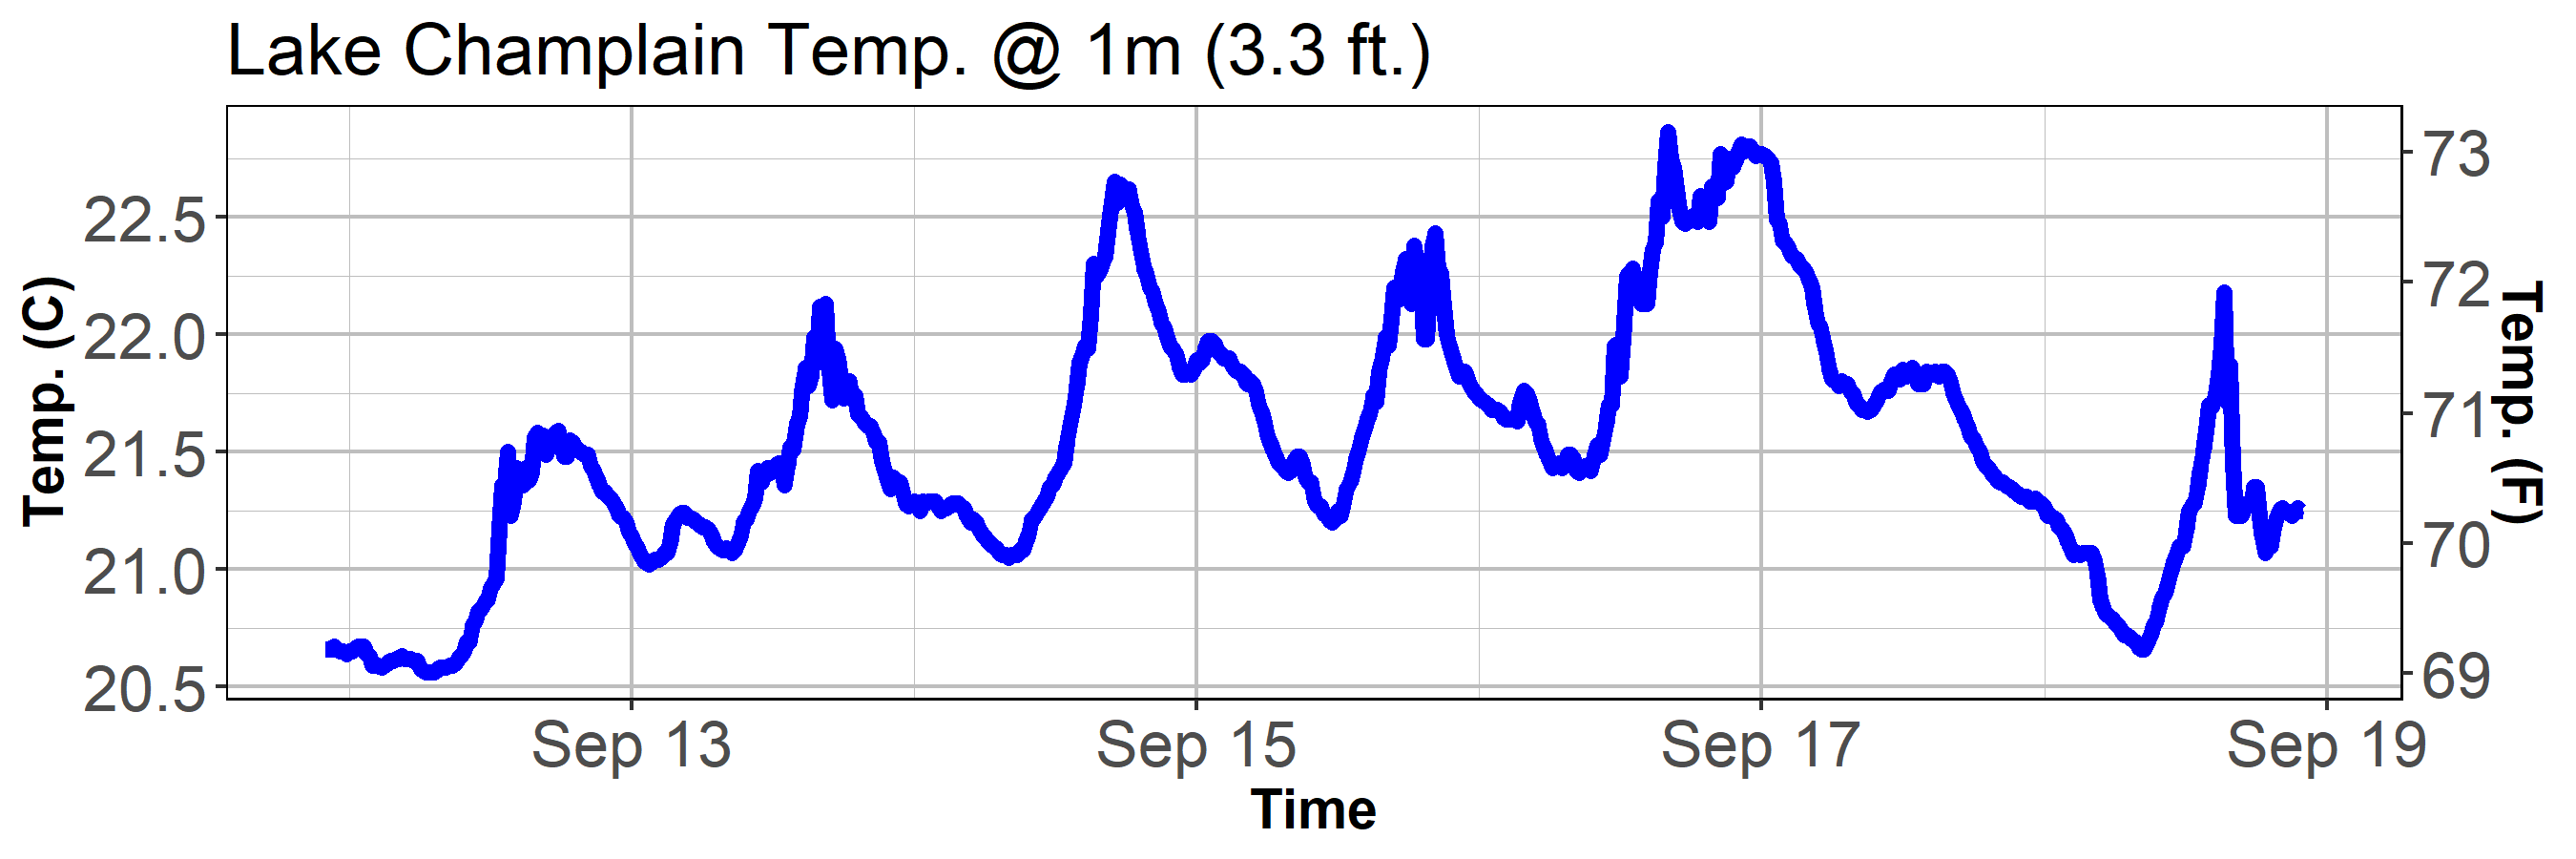 Lake Champlain Temp. @ 1m (3.3 ft.)
Temp. (C)
22.5
22.0
21.5
21.0
20.5
73
72
71
70
69
Temp. (F)
Sep 13
Sep 15
Sep 17
Sep 19
Time